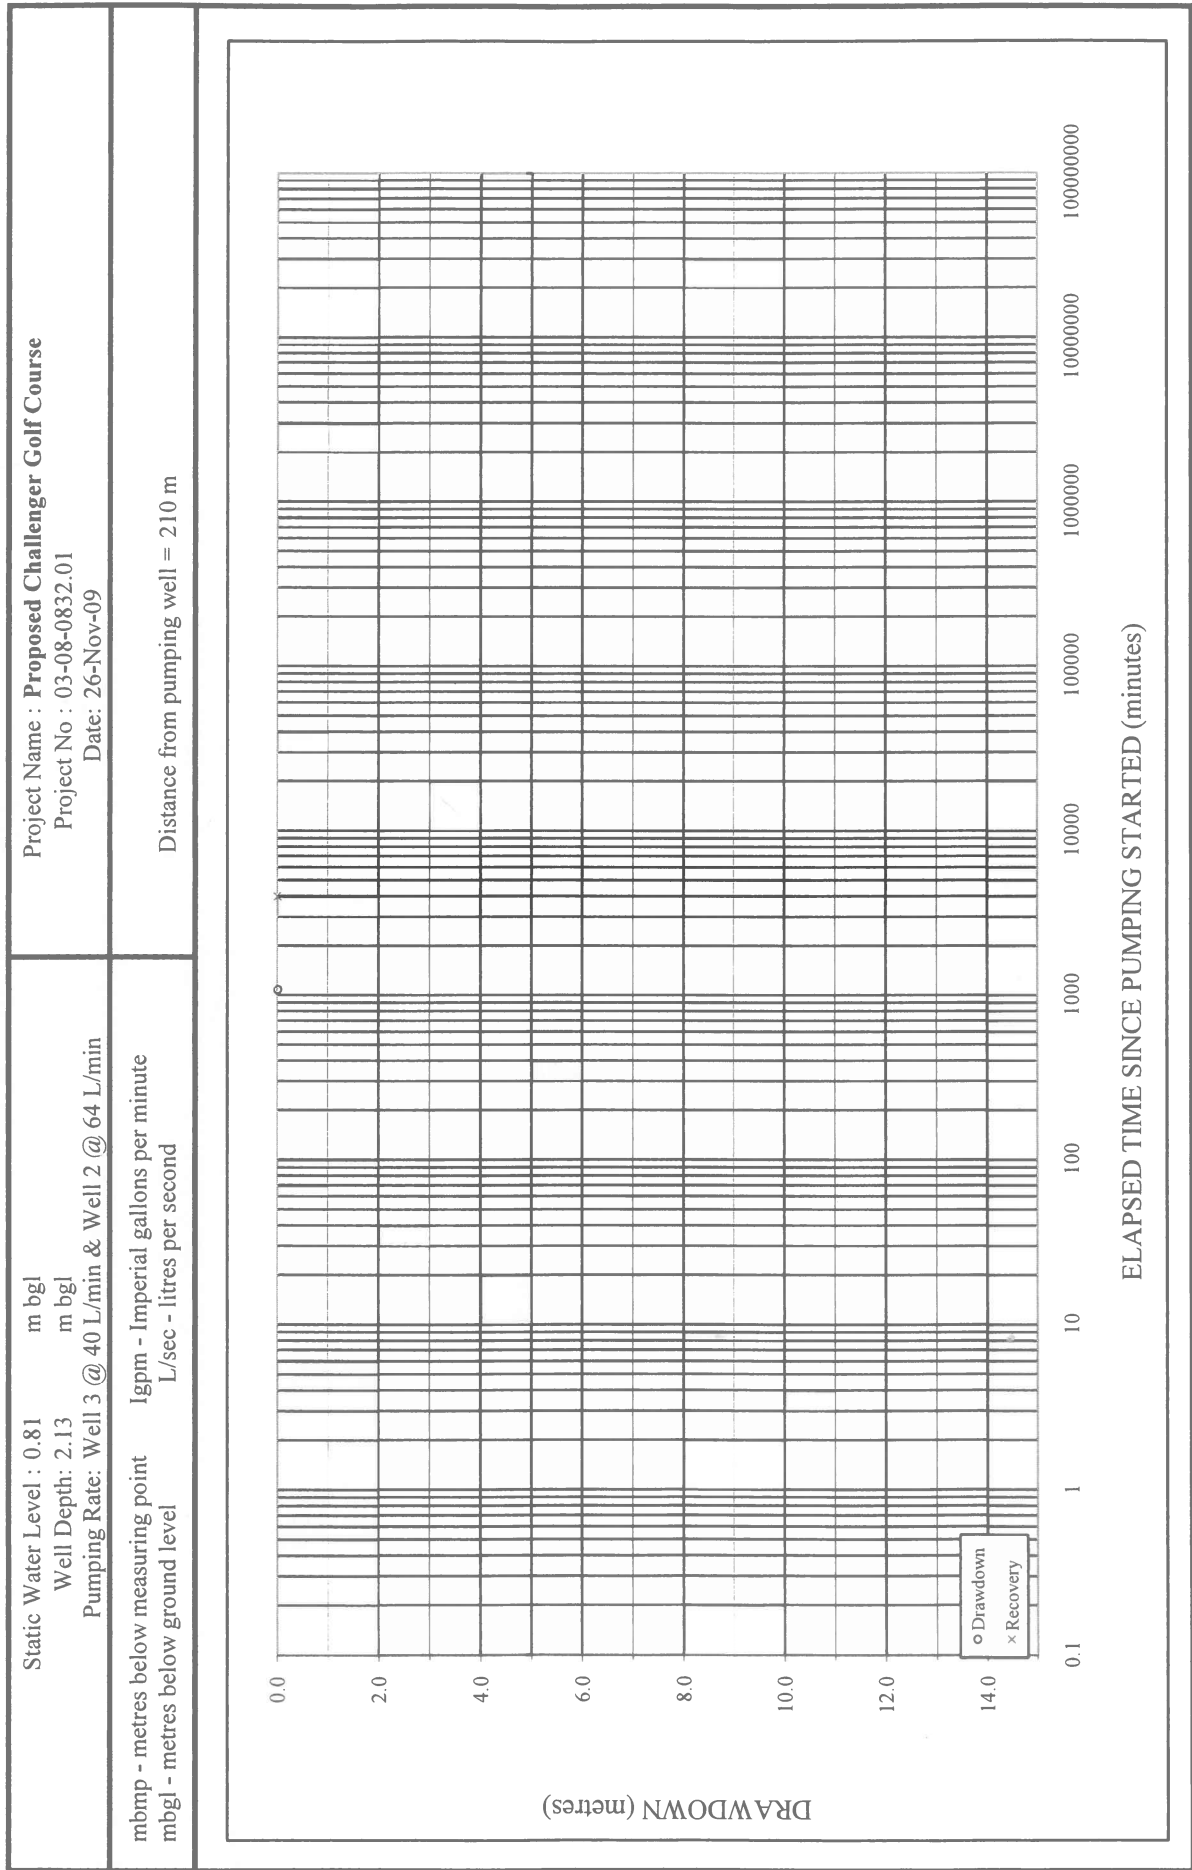 Static Water Level : 0.81 m bgl
Well Depth: 2.13 m bgl
Pumping Rate: Well 3 @ 40 L/min & Well 2 @ 64 L/min
Project Name : Proposed Challenger Golf Course
Project No : 03-08-0832.01
Date: 26-Nov-09
mbmp - metres below measuring point Igpm - Imperial gallons per minute
mbgl - metres below ground level L/sec - litres per second
Distance from pumping well = 210 m
DRAWDOWN (metres)
0.0
2.0
4.0
6.0
8.0
10.0
12.0
14.0
Drawdown
× Recovery
0.1 1 10 100 1000 10000 100000 1000000 10000000 100000000
ELAPSED TIME SINCE PUMPING STARTED (minutes)